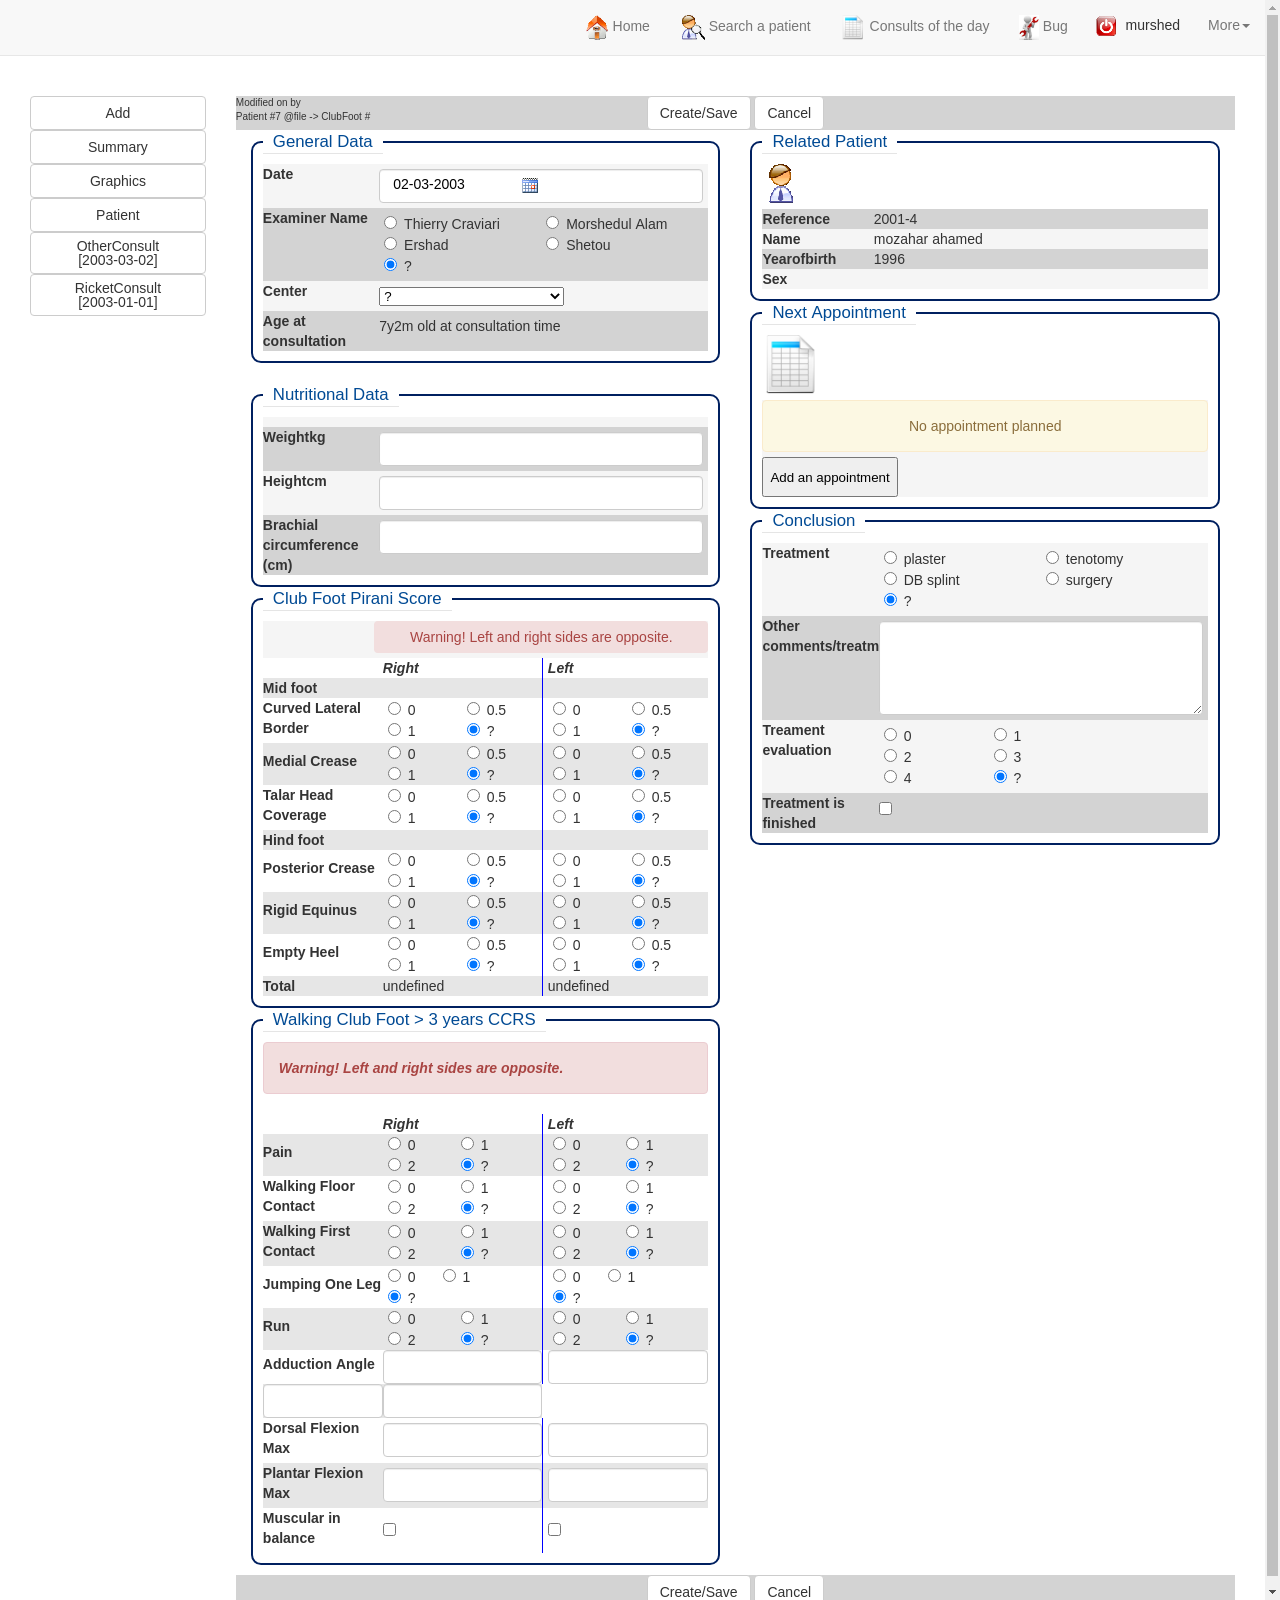 Home Search a patient Consults of the day Bug murshed More
Add
Summary
Graphics
Patient
OtherConsult
[2003-03-02]
RicketConsult
[2003-01-01]
Modified on by
Patient #7 @file -> ClubFoot #
Create/Save Cancel
General Data
Date 02-03-2003
Examiner Name Thierry Craviari Morshedul Alam
Ershad Shetou
?
Center ?
Age at
consultation
7y2m old at consultation time
Nutritional Data
Weightkg
Heightcm
Brachial
circumference
(cm)
Club Foot Pirani Score
Warning! Left and right sides are opposite.
Right Left
Mid foot
Curved Lateral
Border
0 0.5 0 0.5
1 ? 1 ?
Medial Crease
0 0.5 0 0.5
1 ? 1 ?
Talar Head
Coverage
0 0.5 0 0.5
1 ? 1 ?
Hind foot
Posterior Crease
0 0.5 0 0.5
1 ? 1 ?
Rigid Equinus
0 0.5 0 0.5
1 ? 1 ?
Empty Heel
0 0.5 0 0.5
1 ? 1 ?
Total undefined undefined
Walking Club Foot > 3 years CCRS
Warning! Left and right sides are opposite.
Right Left
Pain
0 1 0 1
2 ? 2 ?
Walking Floor
Contact
0 1 0 1
2 ? 2 ?
Walking First
Contact
0 1 0 1
2 ? 2 ?
Jumping One Leg
0 1 0 1
? ?
Run
0 1 0 1
2 ? 2 ?
Adduction Angle
Dorsal Flexion
Max
Plantar Flexion
Max
Muscular in
balance
Related Patient
Reference 2001-4
Name mozahar ahamed
Yearofbirth 1996
Sex
Next Appointment
No appointment planned
Add an appointment
Conclusion
Treatment plaster tenotomy
DB splint surgery
?
Other
comments/treatm
Treament
evaluation
0 1
2 3
4 ?
Treatment is
finished
Create/Save Cancel